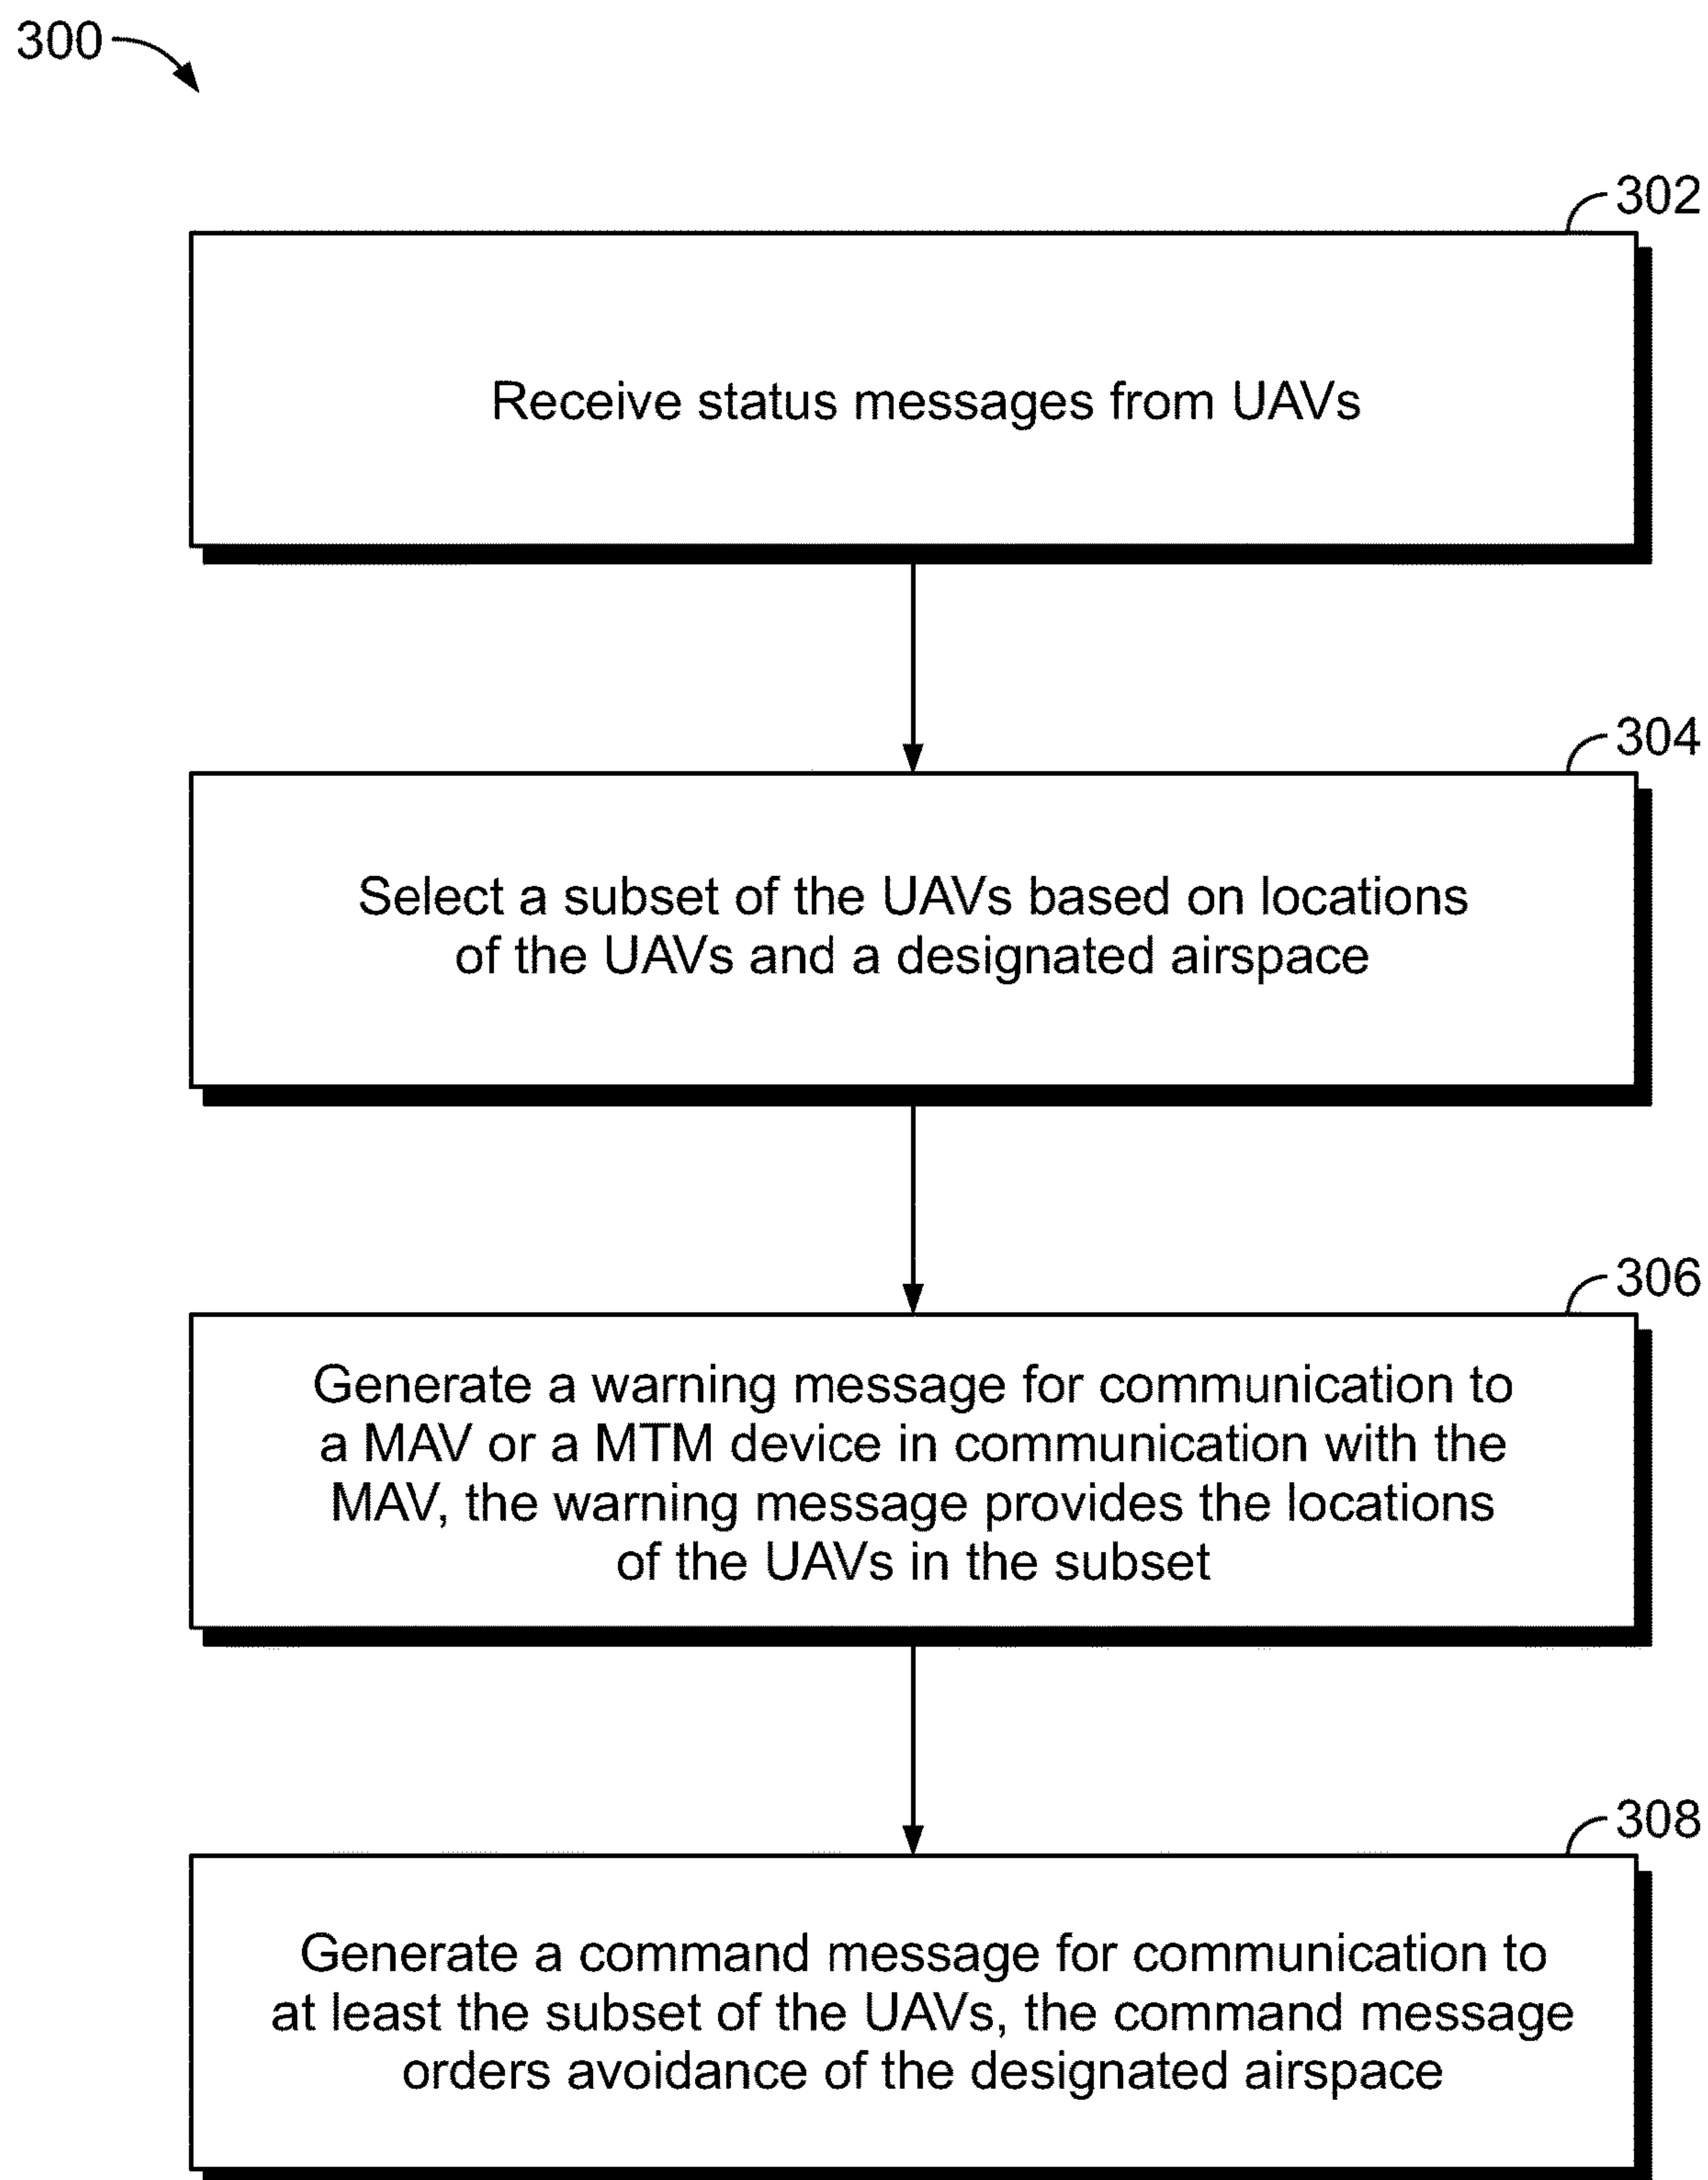 300
302
Receive status messages from UAVs
304
Select a subset of the UAVs based on locations
of the UAVs and a designated airspace
306
Generate a warning message for communication to
a MAV or a MTM device in communication with the
MAV, the warning message provides the locations
of the UAVs in the subset
308
Generate a command message for communication to
at least the subset of the UAVs, the command message
orders avoidance of the designated airspace